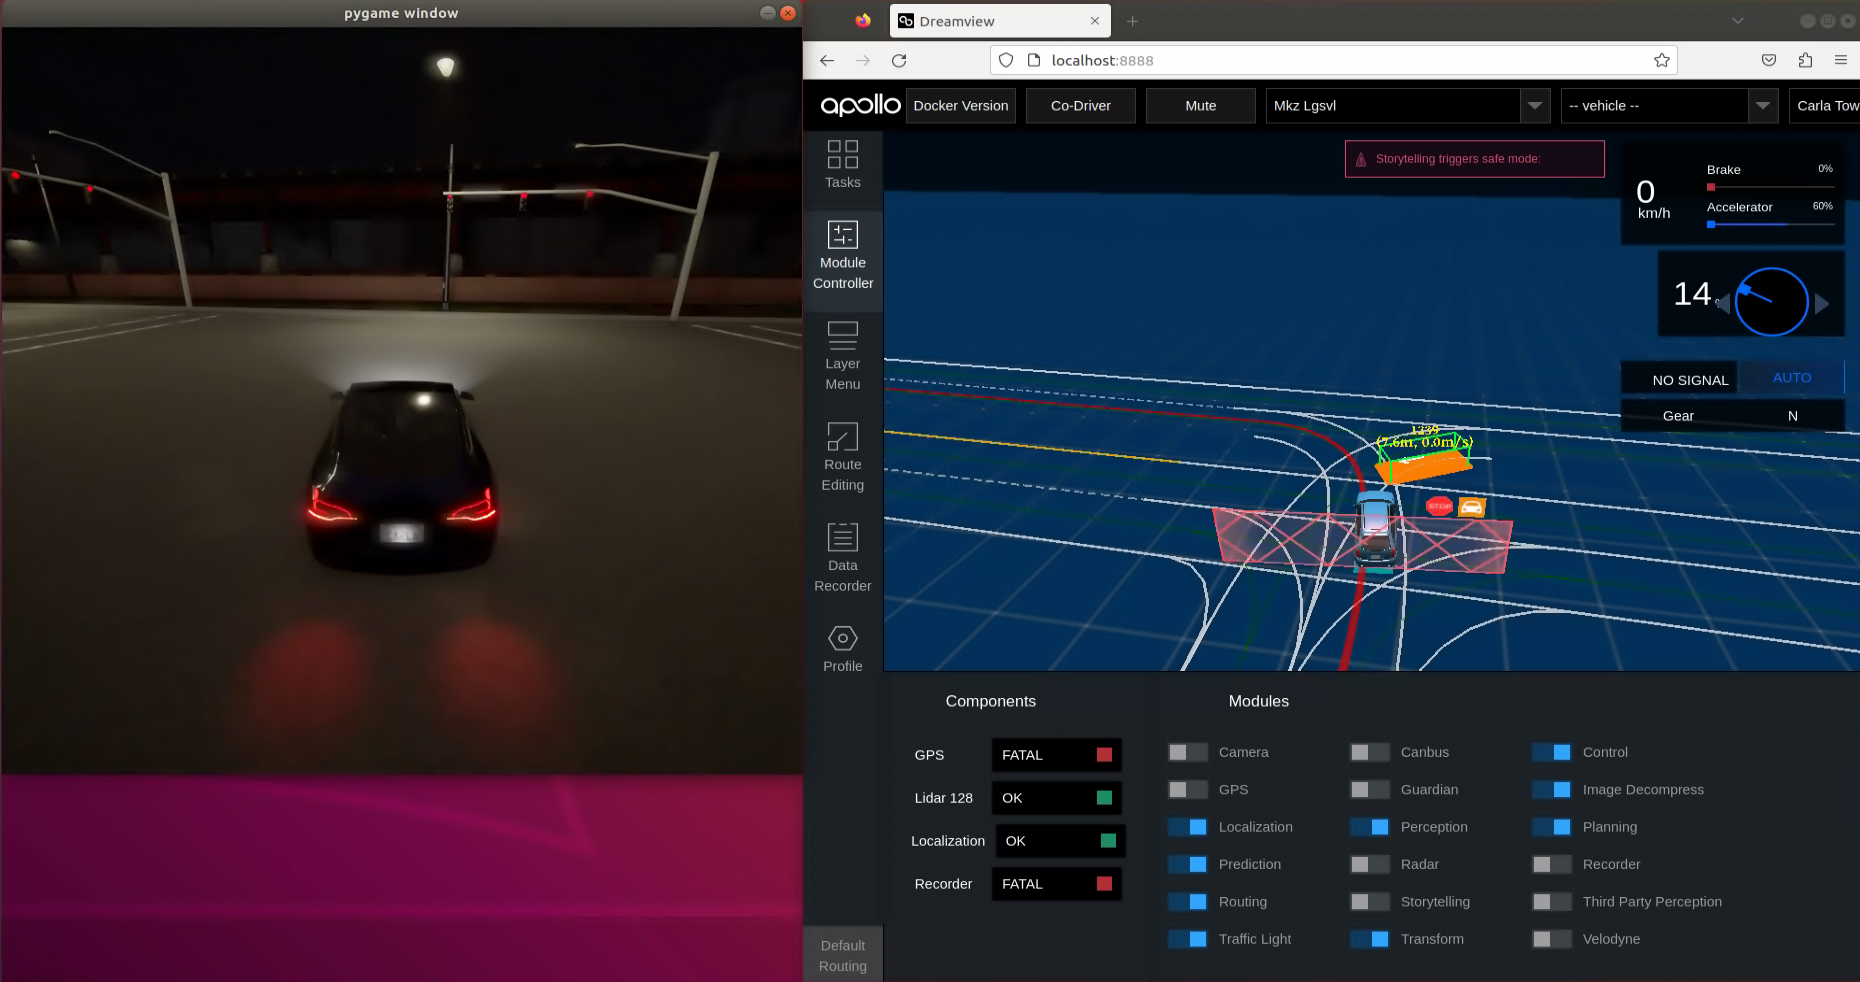 pygame window
Dreamview
localhost:8888
apollo
Docker Version
Co-Driver
Mute
Mkz Lgsvl
-- vehicle --
Carla Tow
Tasks
Module
Controller
Layer
Menu
Route
Editing
Data
Recorder
Profile
Default
Routing
Storytelling triggers safe mode:
0
km/h
Brake
0%
Accelerator
60%
14
NO SIGNAL
AUTO
Gear
N
1239
(7.6m, 0.0m/s)
STOP
Components
GPS
FATAL
Lidar 128
OK
Localization
OK
Recorder
FATAL
Modules
Camera
Canbus
Control
GPS
Guardian
Image Decompress
Localization
Perception
Planning
Prediction
Radar
Recorder
Routing
Storytelling
Third Party Perception
Traffic Light
Transform
Velodyne